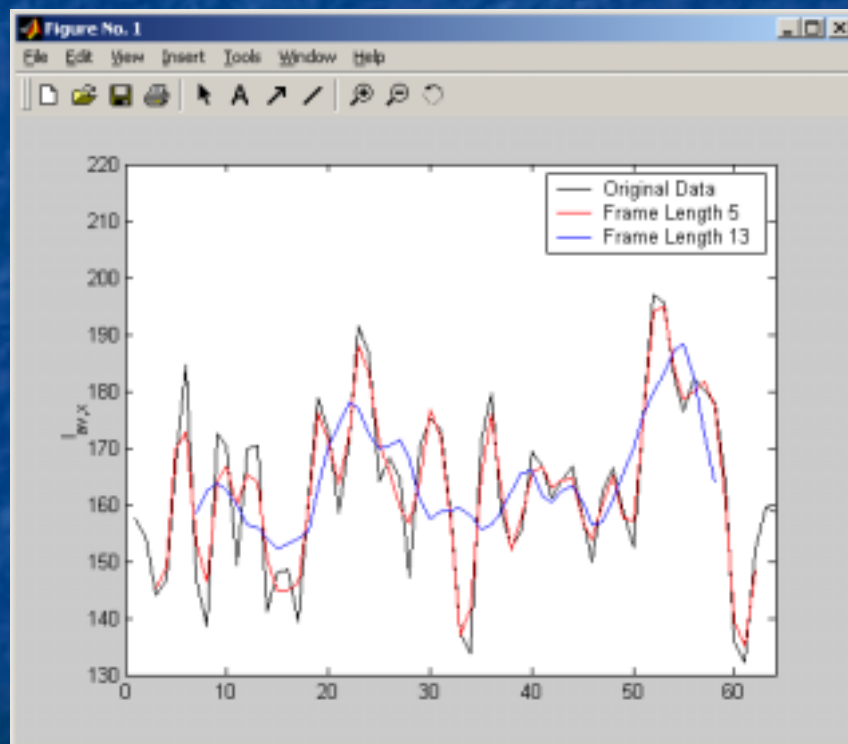 Figure No. 1
File Edit View Insert Tools Window Help
A
220
210
200
190
180
170
160
150
140
130
I av,x
0 10 20 30 40 50 60
Original Data
Frame Length 5
Frame Length 13